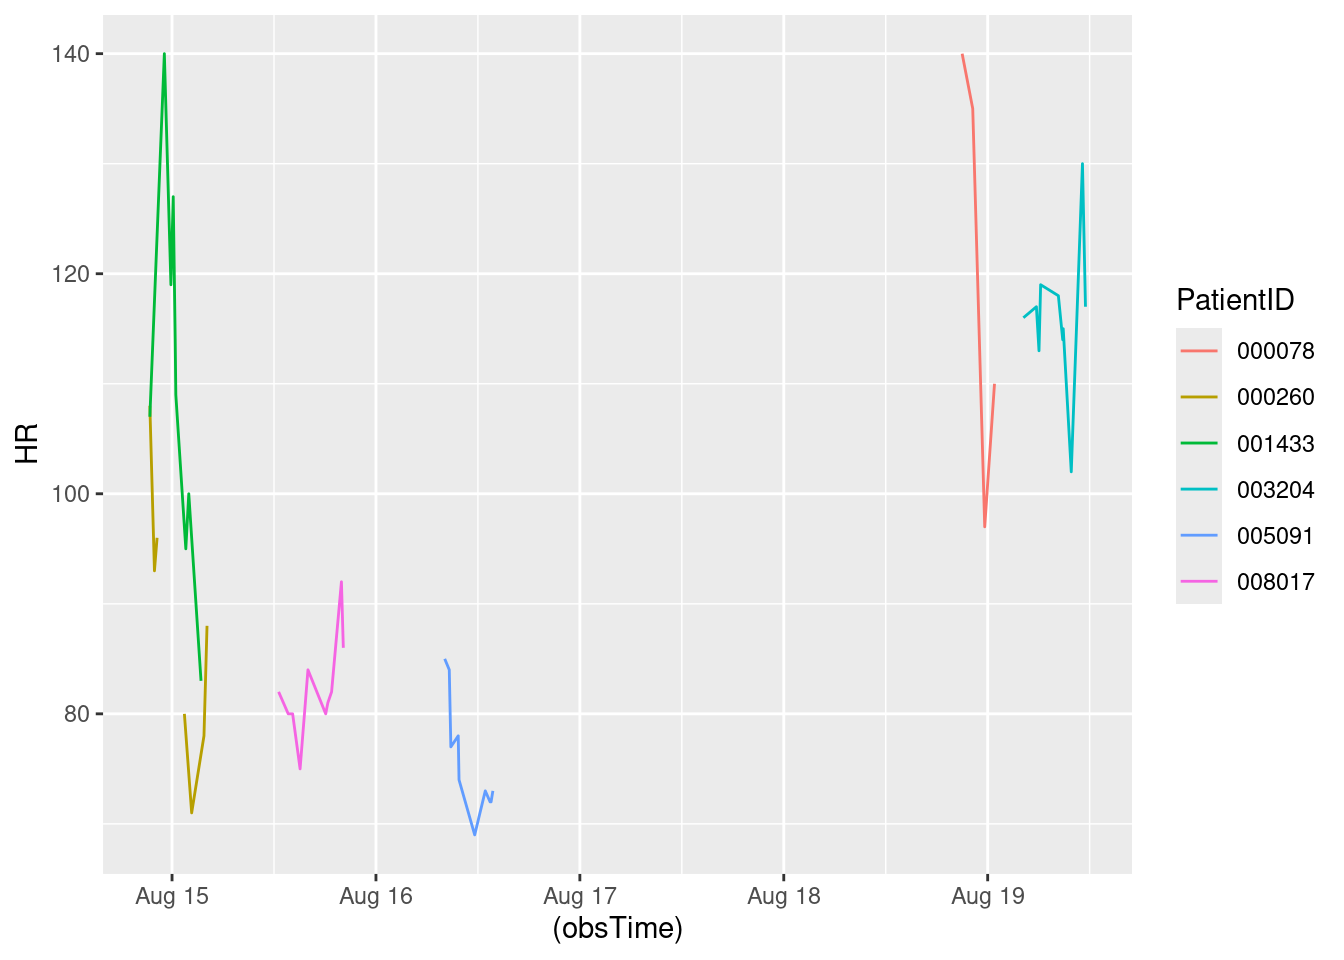 140
120
100
80
HR
Aug 15
Aug 16
Aug 17
Aug 18
Aug 19
(obsTime)
PatientID
000078
000260
001433
003204
005091
008017